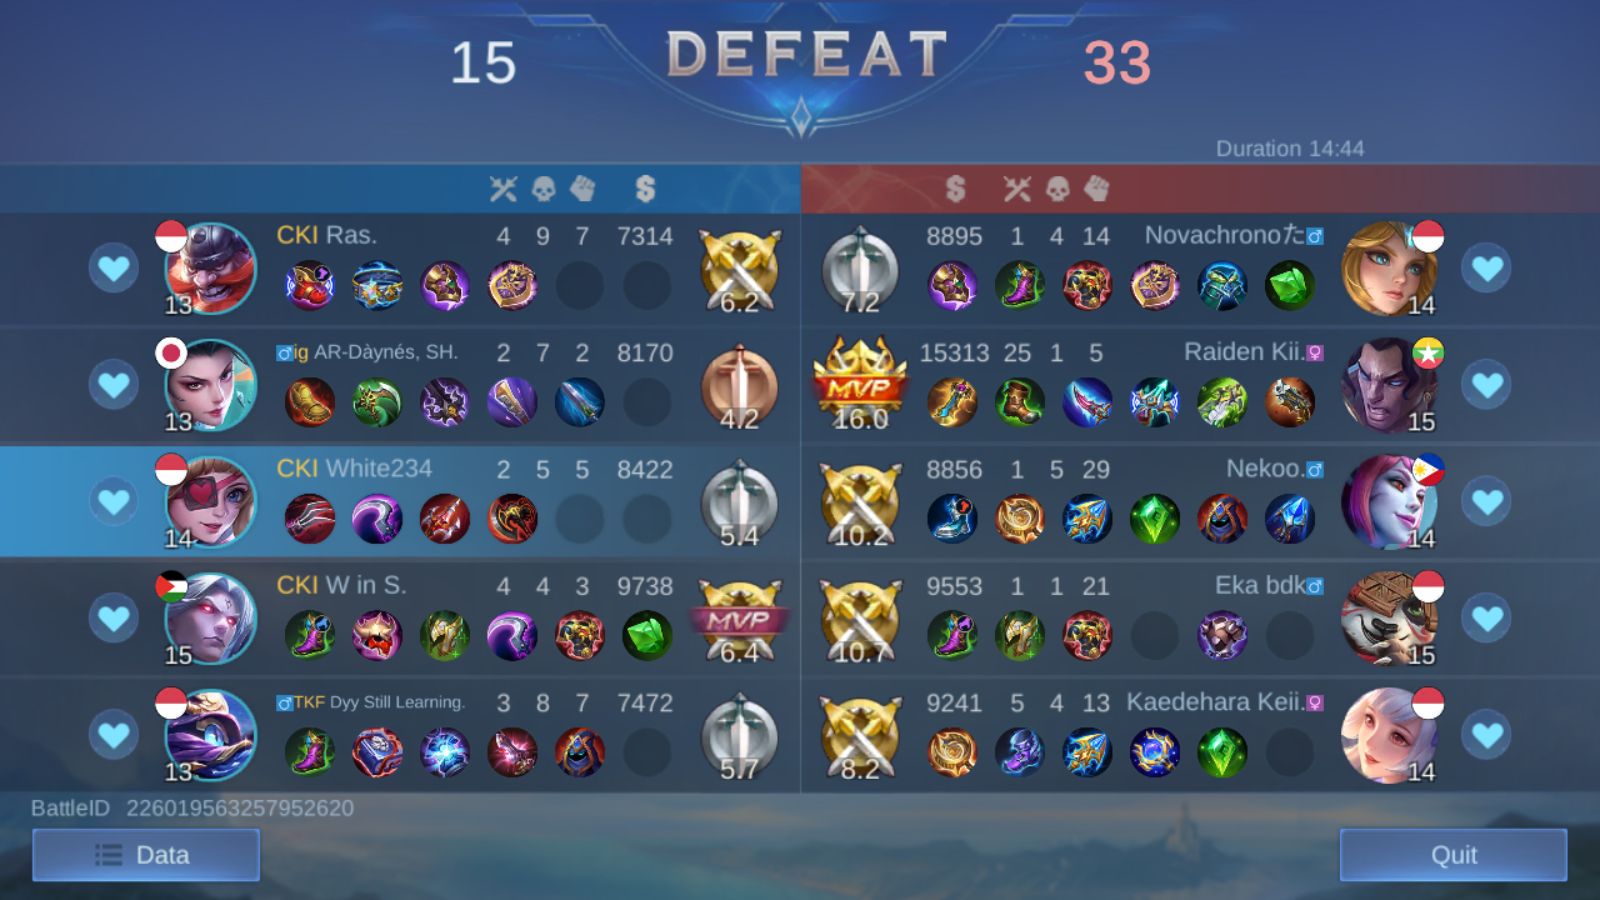 15 DEFEAT 33
Duration 14:44
CKI Ras. 4 9 7 7314
13 6.2
7.2 8895 1 4 14 Novachronoた
14
ig AR-Dàynés, SH. 2 7 2 8170
13 4.2
MVP 16.0 15313 25 1 5 Raiden Kii.
15
CKI White234 2 5 5 8422
14 5.4
10.2 8856 1 5 29 Nekoo.
14
CKI W in S. 4 4 3 9738
15 MVP 6.4
10.7 9553 1 1 21 Eka bdk
15
TKF Dyy Still Learning. 3 8 7 7472
13 5.7
8.2 9241 5 4 13 Kaedehara Keii.
14
BattleID 226019563257952620
Data
Quit